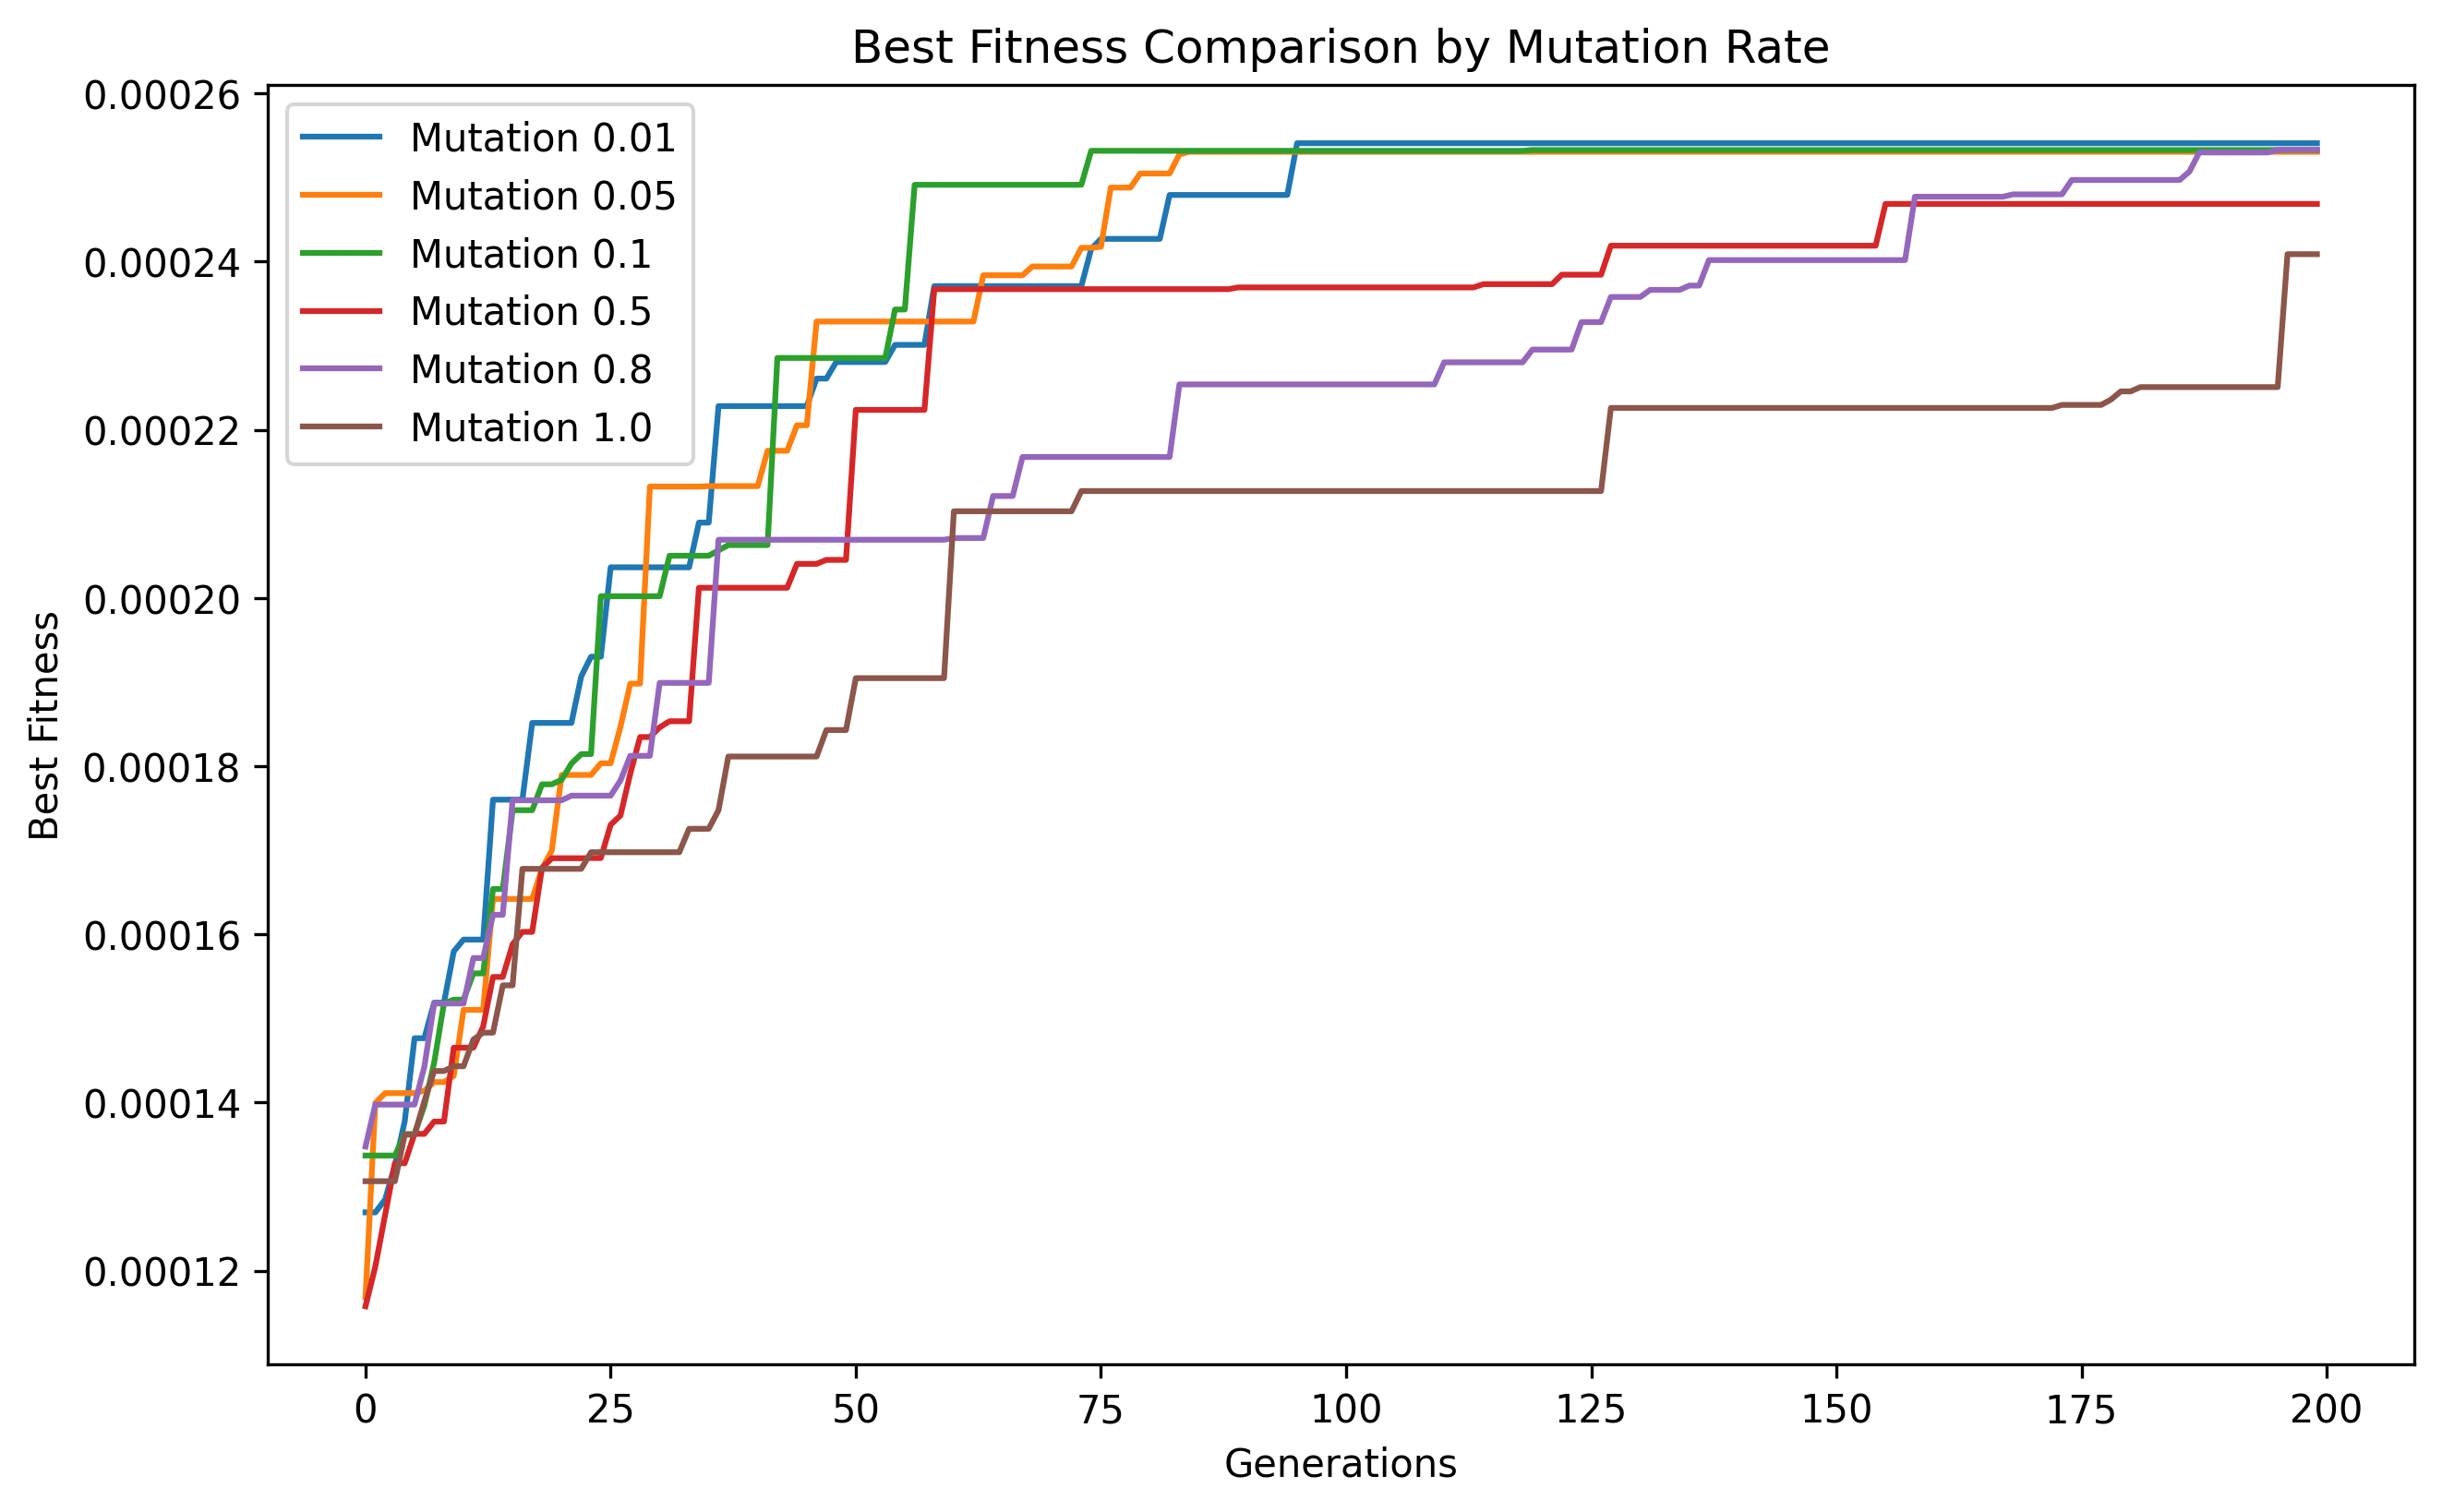 Best Fitness Comparison by Mutation Rate
0.00026
0.00024
0.00022
0.00020
0.00018
0.00016
0.00014
0.00012
Best Fitness
Mutation 0.01
Mutation 0.05
Mutation 0.1
Mutation 0.5
Mutation 0.8
Mutation 1.0
0 25 50 75 100 125 150 175 200
Generations